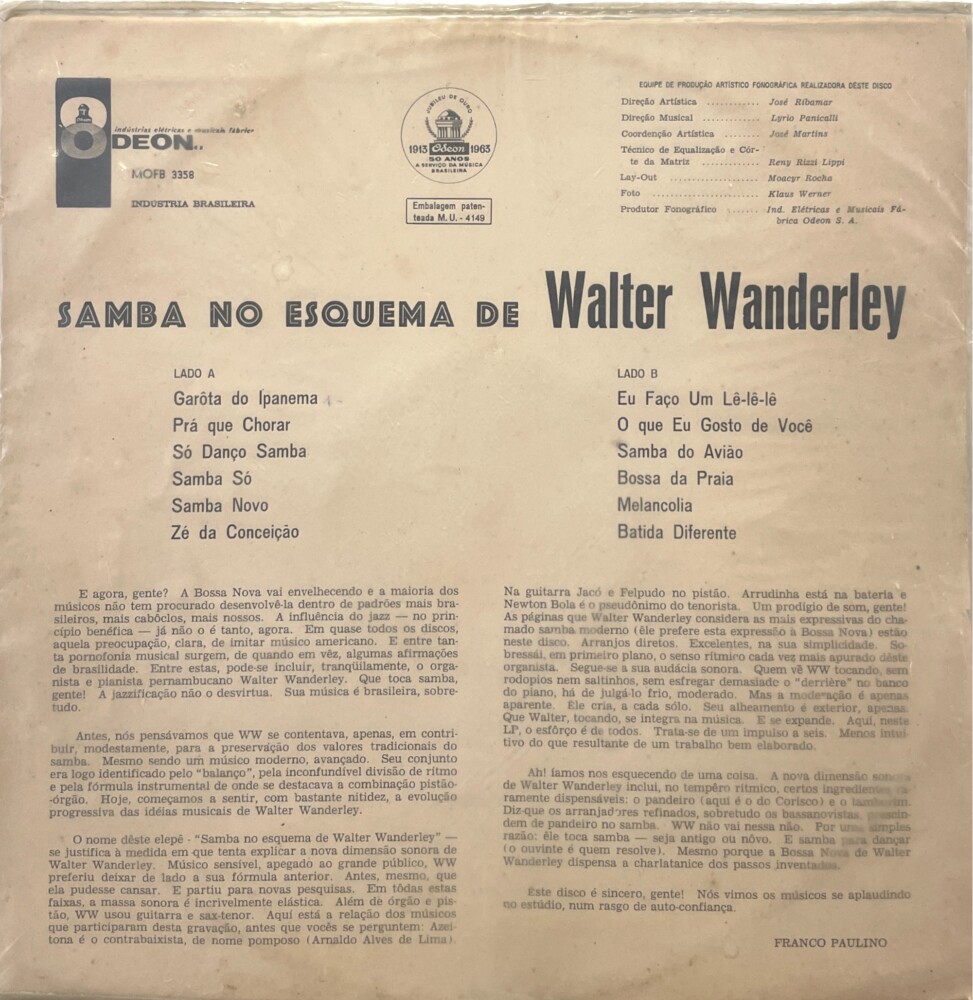 indústrias elétricas e musicais fábrica
ODEON..
MOFB 3358
INDÚSTRIA BRASILEIRA
JUBILEU DE OURO
1913 Odeon 1963
50 ANOS
A SERVIÇO DA MÚSICA
BRASILEIRA
Embalagem paten-
teada M. U. - 4149
EQUIPE DE PRODUÇÃO ARTÍSTICO FONOGRÁFICA REALIZADORA DÊSTE DISCO
Direção Artística ............ José Ribamar
Direção Musical ............. Lyrio Panicalli
Coordenção Artística ........ José Martins
Técnico de Equalização e Côr-
te da Matriz ............. Reny Rizzi Lippi
Lay-Out .................... Moacyr Rocha
Foto ........................ Klaus Werner
Produtor Fonográfico ....... Ind. Elétricas e Musicais Fá-
brica Odeon S. A.
SAMBA NO ESQUEMA DE Walter Wanderley
LADO A
Garôta do Ipanema
Prá que Chorar
Só Danço Samba
Samba Só
Samba Novo
Zé da Conceição
LADO B
Eu Faço Um Lê-lê-lê
O que Eu Gosto de Você
Samba do Avião
Bossa da Praia
Melancolia
Batida Diferente
E agora, gente? A Bossa Nova vai envelhecendo e a maioria dos
músicos não tem procurado desenvolvê-la dentro de padrões mais bra-
sileiros, mais cabôclos, mais nossos. A influência do jazz — no prin-
cípio benéfica — já não o é tanto, agora. Em quase todos os discos,
aquela preocupação, clara, de imitar músico americano. E entre tan-
ta pornofonia musical surgem, de quando em vêz, algumas afirmações
de brasilidade. Entre estas, pode-se incluir, tranqüilamente, o orga-
nista e pianista pernambucano Walter Wanderley. Que toca samba,
gente! A jazzificação não o desvirtua. Sua música é brasileira, sobre-
tudo.
Antes, nós pensávamos que WW se contentava, apenas, em contri-
buir, modestamente, para a preservação dos valores tradicionais do
samba. Mesmo sendo um músico moderno, avançado. Seu conjunto
era logo identificado pelo "balanço", pela inconfundível divisão de ritmo
e pela fórmula instrumental de onde se destacava a combinação pistão-
-órgão. Hoje, começamos a sentir, com bastante nitidez, a evolução
progressiva das idéias musicais de Walter Wanderley.
O nome dêste elepê - "Samba no esquema de Walter Wanderley" —
se justifica à medida em que tenta explicar a nova dimensão sonora de
Walter Wanderley. Músico sensível, apegado ao grande público, WW
preferiu deixar de lado a sua fórmula anterior. Antes, mesmo, que
ela pudesse cansar. E partiu para novas pesquisas. Em tôdas estas
faixas, a massa sonora é incrivelmente elástica. Além de órgão e pis-
tão, WW usou guitarra e sax-tenor. Aqui está a relação dos músicos
que participaram desta gravação, antes que vocês se perguntem: Azei-
tona é o contrabaixista, de nome pomposo (Arnaldo Alves de Lima).
Na guitarra Jacó e Felpudo no pistão. Arrudinha está na bateria e
Newton Bola é o pseudônimo do tenorista. Um prodígio de som, gente!
As páginas que Walter Wanderley considera as mais expressivas do cha-
mado samba moderno (êle prefere esta expressão à Bossa Nova) estão
neste disco. Arranjos diretos. Excelentes, na sua simplicidade. So-
bressái, em primeiro plano, o senso rítmico cada vez mais apurado dêste
organista. Segue-se a sua audácia sonora. Quem vê WW tocando, sem
rodopios nem saltinhos, sem esfregar demasiado o "derrière" no banco
do piano, há de julgá-lo frio, moderado. Mas a moderação é apenas
aparente. Êle cria, a cada sólo. Seu alheamento é exterior, apenas.
Que Walter, tocando, se integra na música. E se expande. Aqui, neste
LP, o esfôrço é de todos. Trata-se de um impulso a seis. Menos intui-
tivo do que resultante de um trabalho bem elaborado.
Ah! íamos nos esquecendo de uma coisa. A nova dimensão sonora
de Walter Wanderley inclui, no tempêro rítmico, certos ingredientes ra-
ramente dispensáveis: o pandeiro (aqui é o do Corisco) e o tamborim.
Diz-que os arranjadores refinados, sobretudo os bassanovistas, prescin-
dem de pandeiro no samba. WW não vai nessa não. Por uma simples
razão: êle toca samba — seja antigo ou nôvo. E samba para dançar
(o ouvinte é quem resolve). Mesmo porque a Bossa Nova de Walter
Wanderley dispensa a charlatanice dos passos inventados.
Êste disco é sincero, gente! Nós vimos os músicos se aplaudindo
no estúdio, num rasgo de auto-confiança.
FRANCO PAULINO